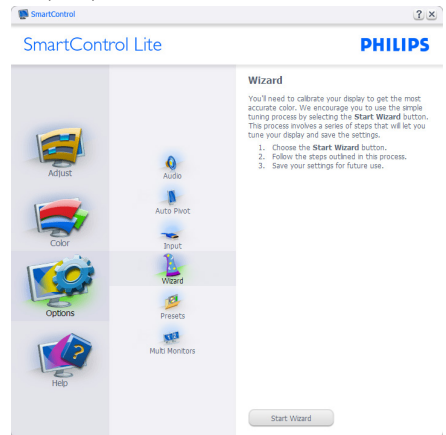 SmartControl
? X
SmartControl Lite
PHILIPS
Adjust
Color
Options
Help
Audio
Auto Pivot
Input
Wizard
Presets
Multi Monitors
Wizard
You'll need to calibrate your display to get the most
accurate color. We encourage you to use the simple
tuning process by selecting the Start Wizard button.
This process involves a series of steps that will let you
tune your display and save the settings.
1. Choose the Start Wizard button.
2. Follow the steps outlined in this process.
3. Save your settings for future use.
Start Wizard